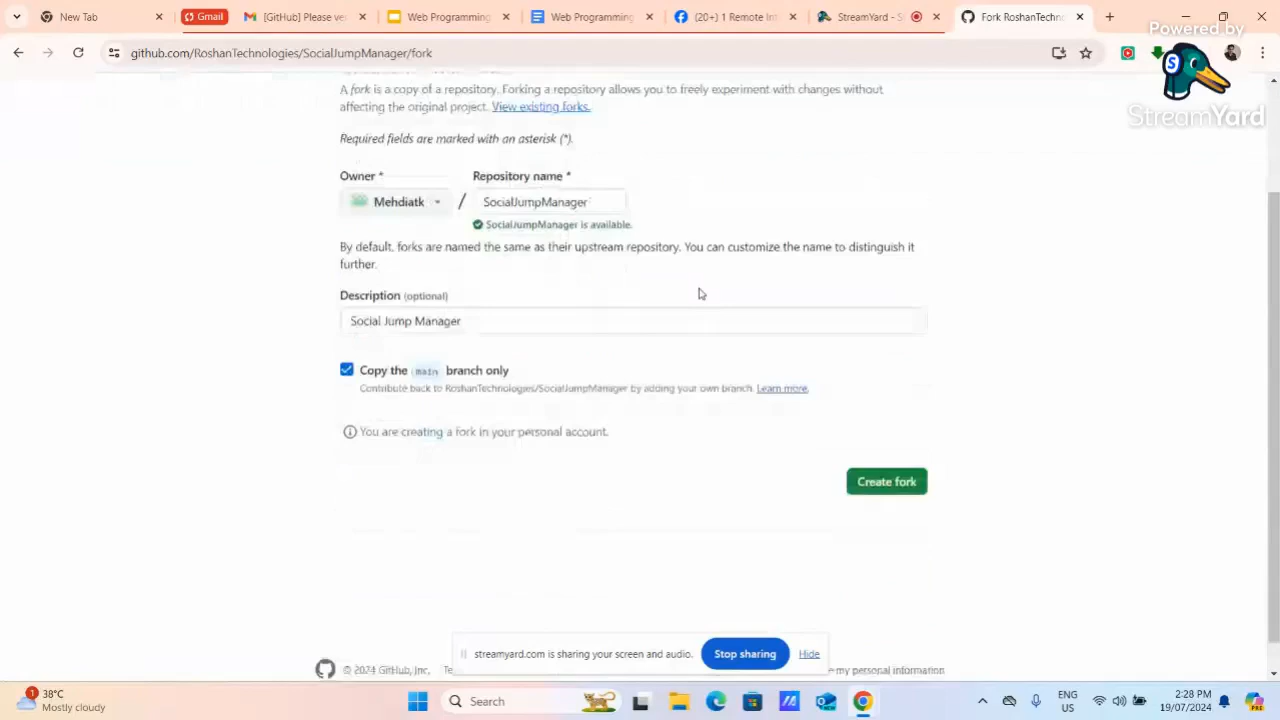 New Tab
Gmail
[GitHub] Please ve
Web Programming
Web Programming
(20+) 1 Remote Int
StreamYard - S
Fork RoshanTechno
Powered by
StreamYard
github.com/RoshanTechnologies/SocialJumpManager/fork
A fork is a copy of a repository. Forking a repository allows you to freely experiment with changes without
affecting the original project. View existing forks.
Required fields are marked with an asterisk (*).
Owner *
Repository name *
Mehdiatk
/
SocialJumpManager
SocialJumpManager is available.
By default, forks are named the same as their upstream repository. You can customize the name to distinguish it
further.
Description (optional)
Social Jump Manager
Copy the main branch only
Contribute back to RoshanTechnologies/SocialJumpManager by adding your own branch. Learn more.
You are creating a fork in your personal account.
Create fork
streamyard.com is sharing your screen and audio.
Stop sharing
Hide
© 2024 GitHub, Inc.
my personal information
1
38°C
Mostly cloudy
Search
ENG
US
2:28 PM
19/07/2024